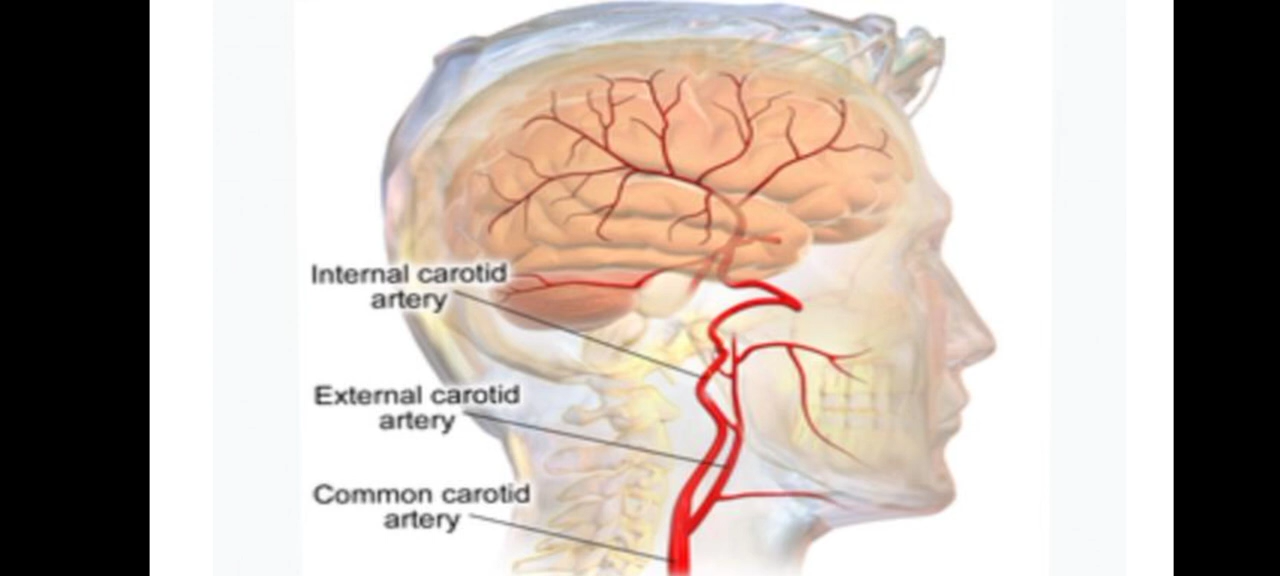 Internal carotid
artery
External carotid
artery
Common carotid
artery